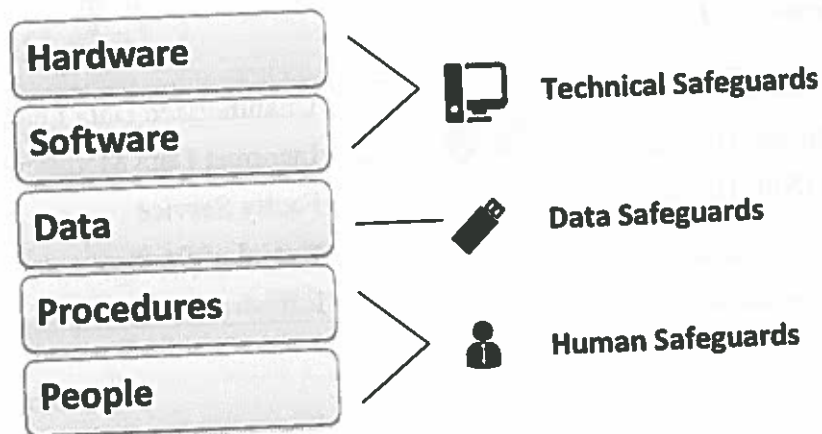 Hardware
Software
Data
Procedures
People
Technical Safeguards
Data Safeguards
Human Safeguards